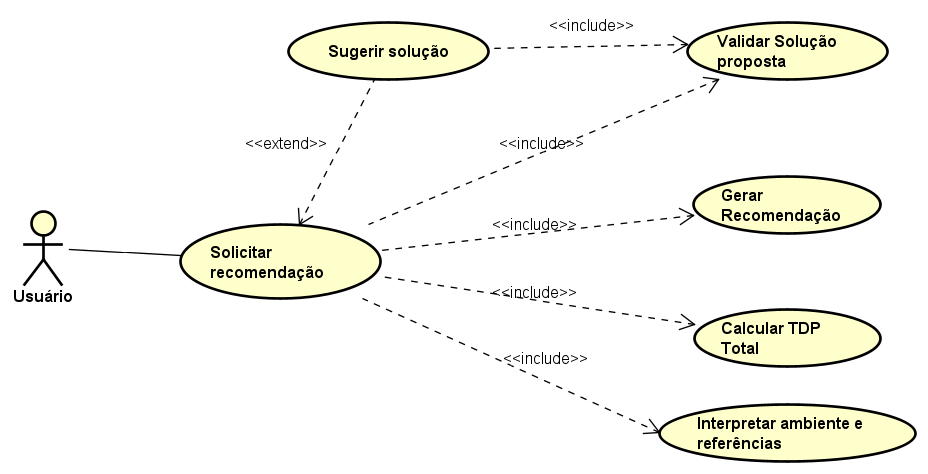 <<include>>
Sugerir solução
Validar Solução
proposta
<<extend>>
<<include>>
Gerar
Recomendação
<<include>>
Solicitar
recomendação
Usuário
<<include>>
Calcular TDP
Total
<<include>>
Interpretar ambiente e
referências